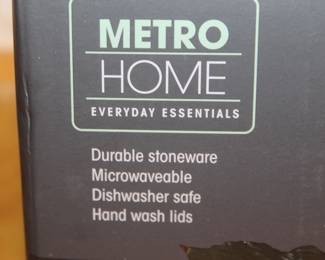 METRO
HOME
EVERYDAY ESSENTIALS
Durable stoneware
Microwaveable
Dishwasher safe
Hand wash lids